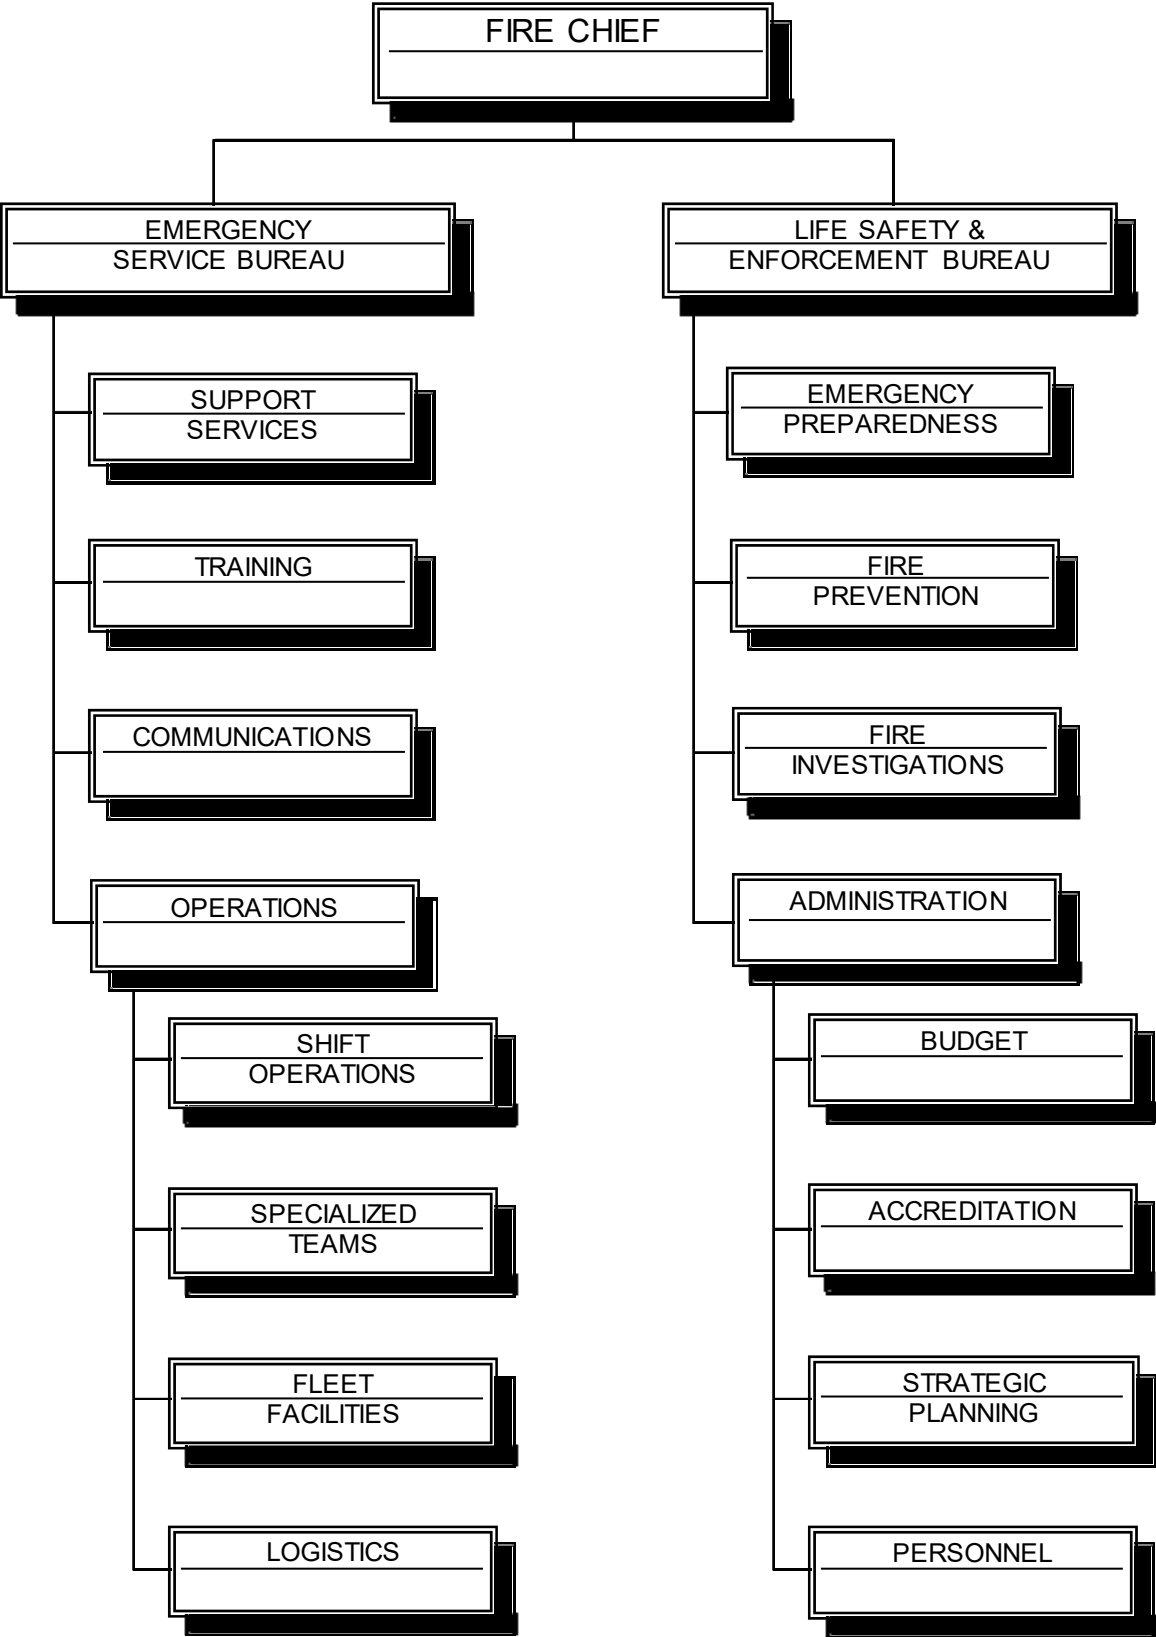 FIRE CHIEF
EMERGENCY
SERVICE BUREAU
LIFE SAFETY &
ENFORCEMENT BUREAU
SUPPORT
SERVICES
TRAINING
COMMUNICATIONS
OPERATIONS
SHIFT
OPERATIONS
SPECIALIZED
TEAMS
FLEET
FACILITIES
LOGISTICS
EMERGENCY
PREPAREDNESS
FIRE
PREVENTION
FIRE
INVESTIGATIONS
ADMINISTRATION
BUDGET
ACCREDITATION
STRATEGIC
PLANNING
PERSONNEL